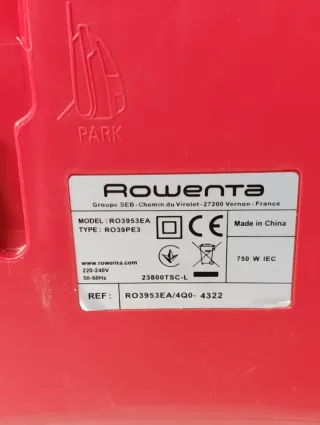 PARK
Rowenta
Groupe SEB - Chemin du Virolet - 27200 Vernon - France
MODEL : RO3953EA
TYPE : RO39PE3
CE
Made in China
www.rowenta.com
220-240V
50-60Hz
23800TSC-L
750 W IEC
REF : RO3953EA/4Q0- 4322